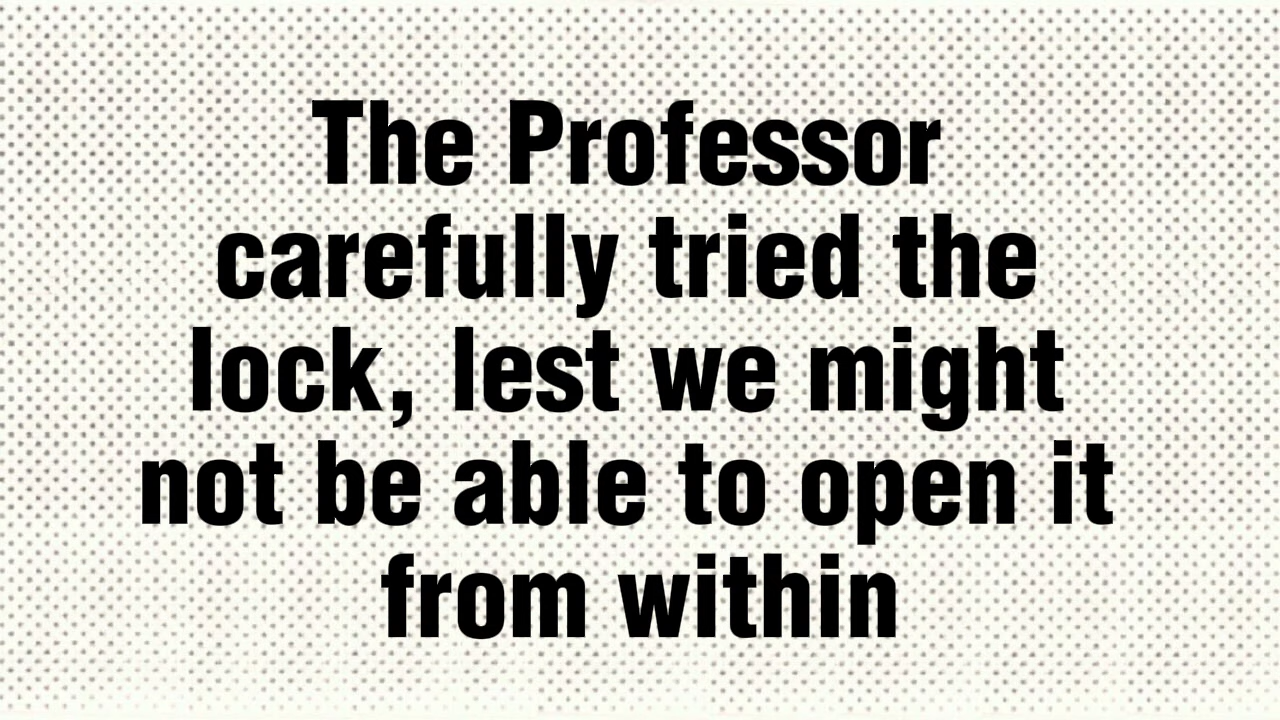 The Professor
carefully tried the
lock, lest we might
not be able to open it
from within